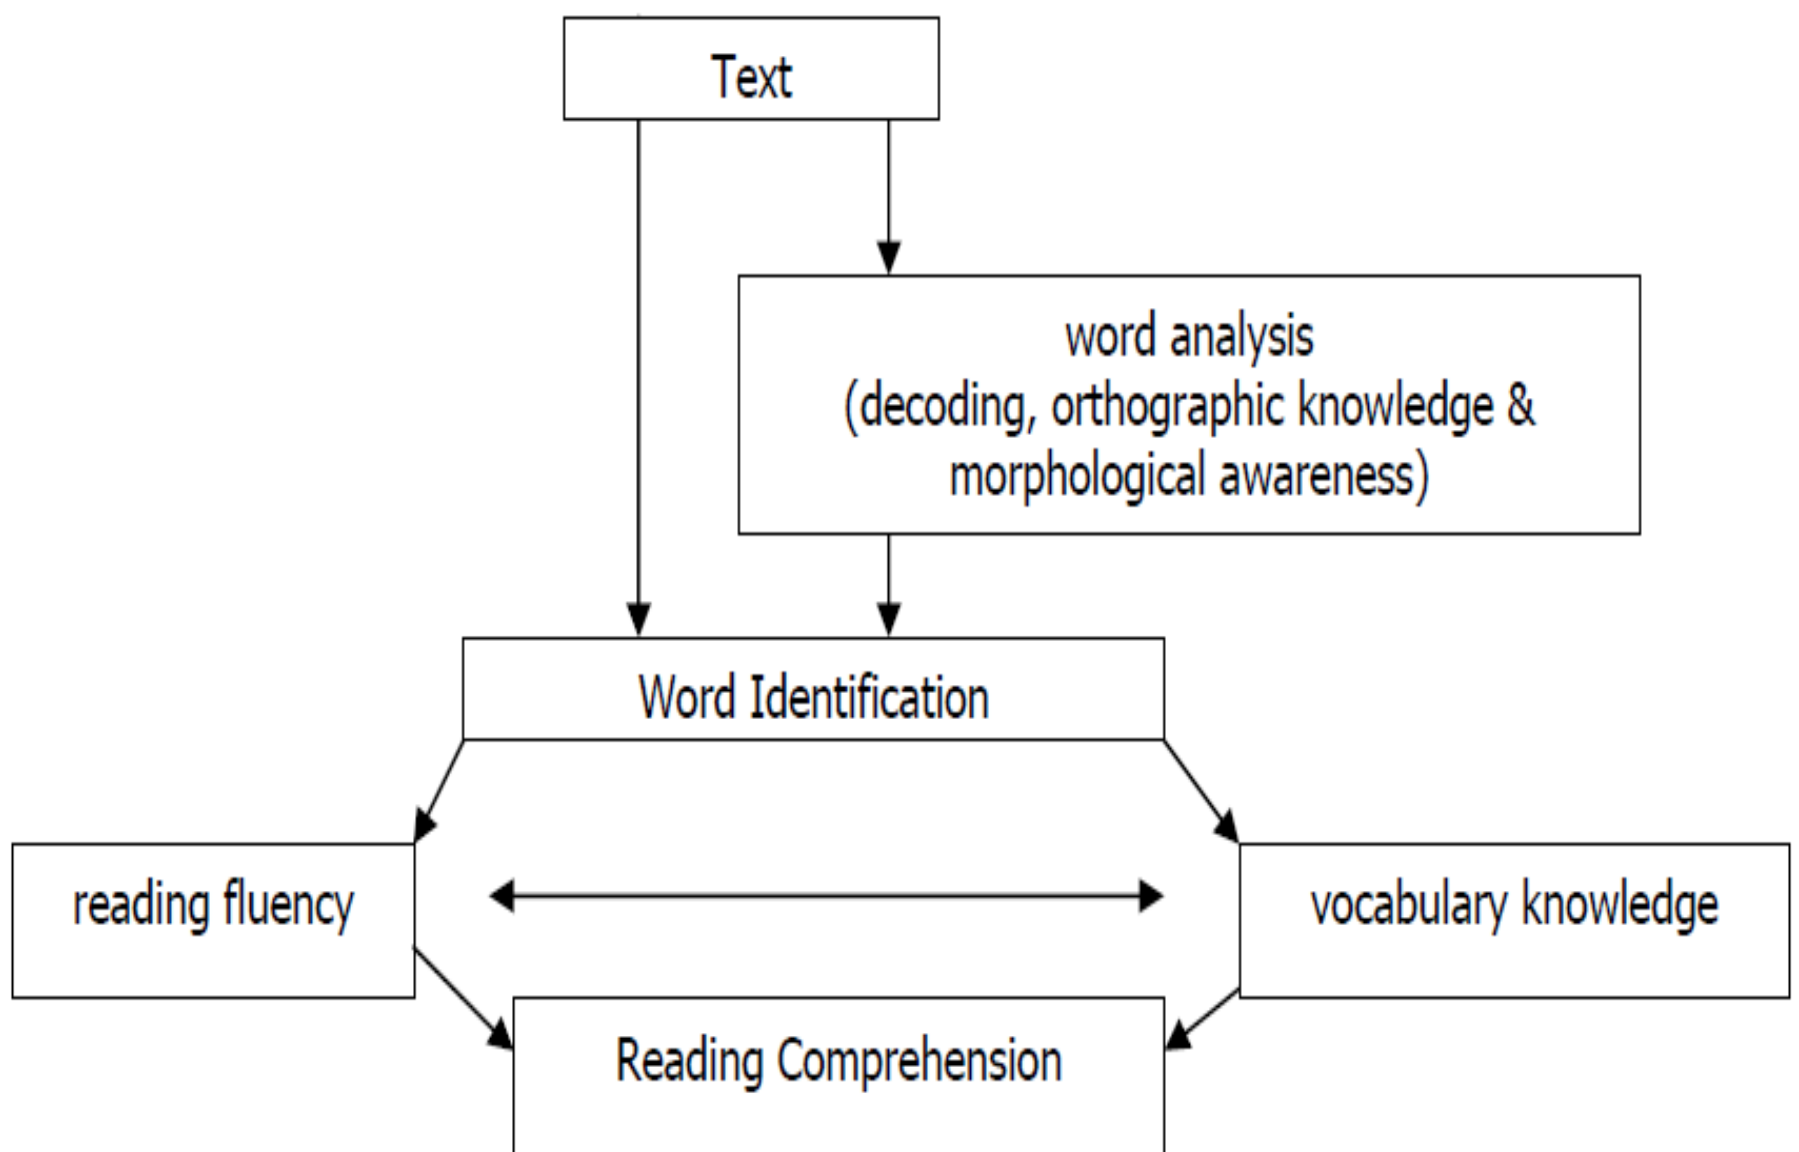 Text
word analysis
(decoding, orthographic knowledge &
morphological awareness)
Word Identification
reading fluency
vocabulary knowledge
Reading Comprehension